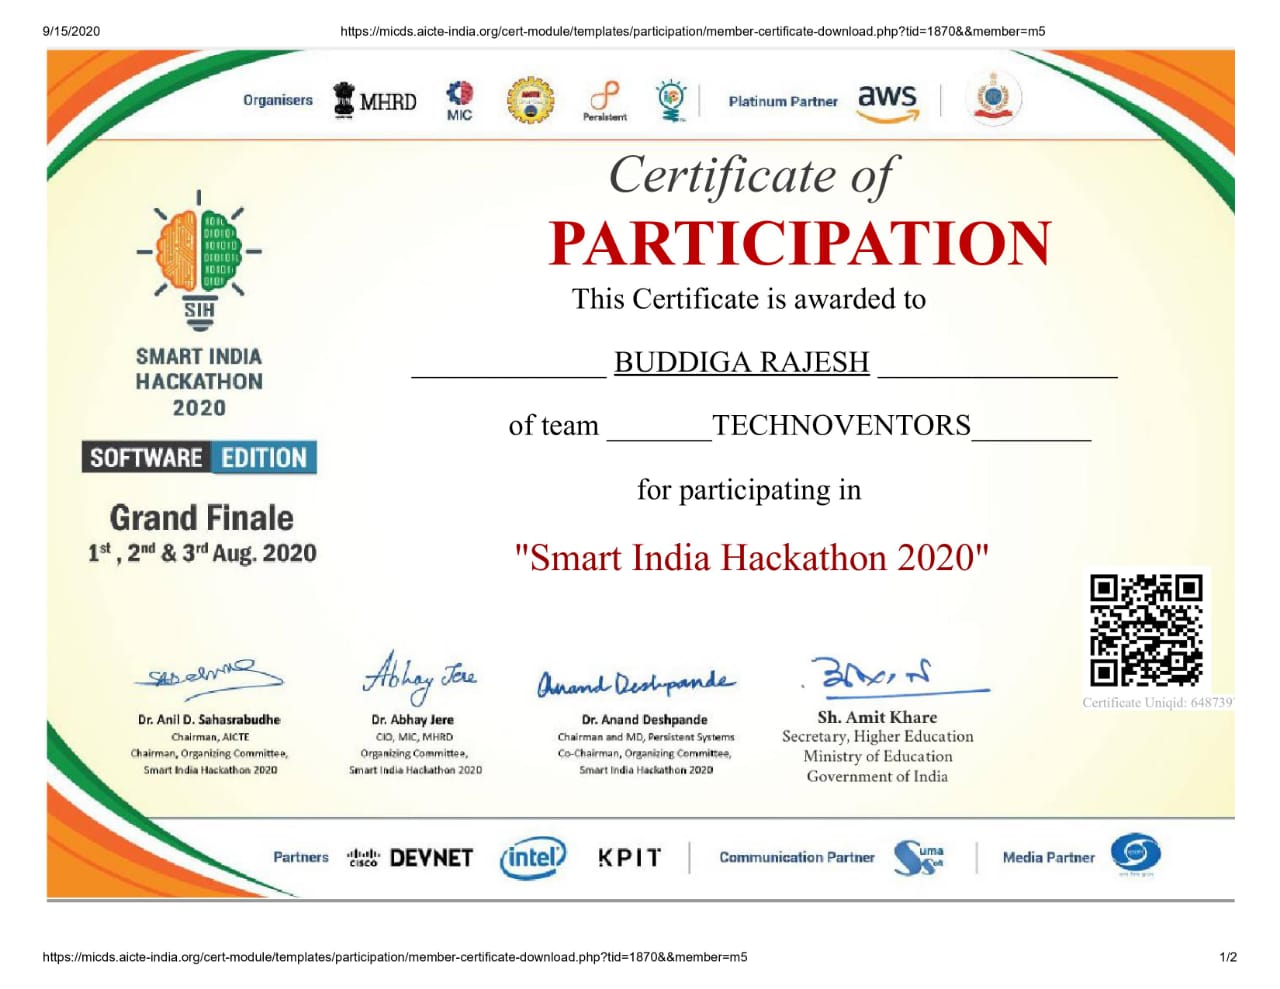 9/15/2020 https://micds.aicte-india.org/cert-module/templates/participation/member-certificate-download.php?tid=1870&&member=m5
Organisers MHRD MIC Persistent Platinum Partner aws
Certificate of
PARTICIPATION
This Certificate is awarded to
BUDDIGA RAJESH
of team TECHNOVENTORS
for participating in
"Smart India Hackathon 2020"
SIH
SMART INDIA
HACKATHON
2020
SOFTWARE EDITION
Grand Finale
1st , 2nd & 3rd Aug. 2020
Certificate Uniqid: 648739
Abhay Jere
Anand Deshpande
Dr. Anil D. Sahasrabudhe
Chairman, AICTE
Chairman, Organizing Committee,
Smart India Hackathon 2020
Dr. Abhay Jere
CIO, MIC, MHRD
Organizing Committee,
Smart India Hackathon 2020
Dr. Anand Deshpande
Chairman and MD, Persistent Systems
Co-Chairman, Organizing Committee,
Smart India Hackathon 2020
Sh. Amit Khare
Secretary, Higher Education
Ministry of Education
Government of India
Partners CISCO DEVNET intel KPIT Communication Partner Suma Soft Media Partner
https://micds.aicte-india.org/cert-module/templates/participation/member-certificate-download.php?tid=1870&&member=m5 1/2